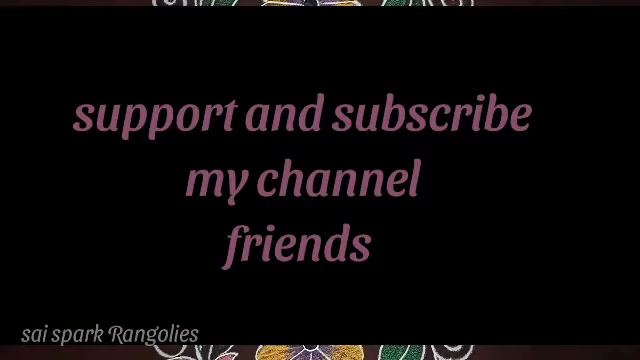 support and subscribe
my channel
friends
sai spark Rangolies